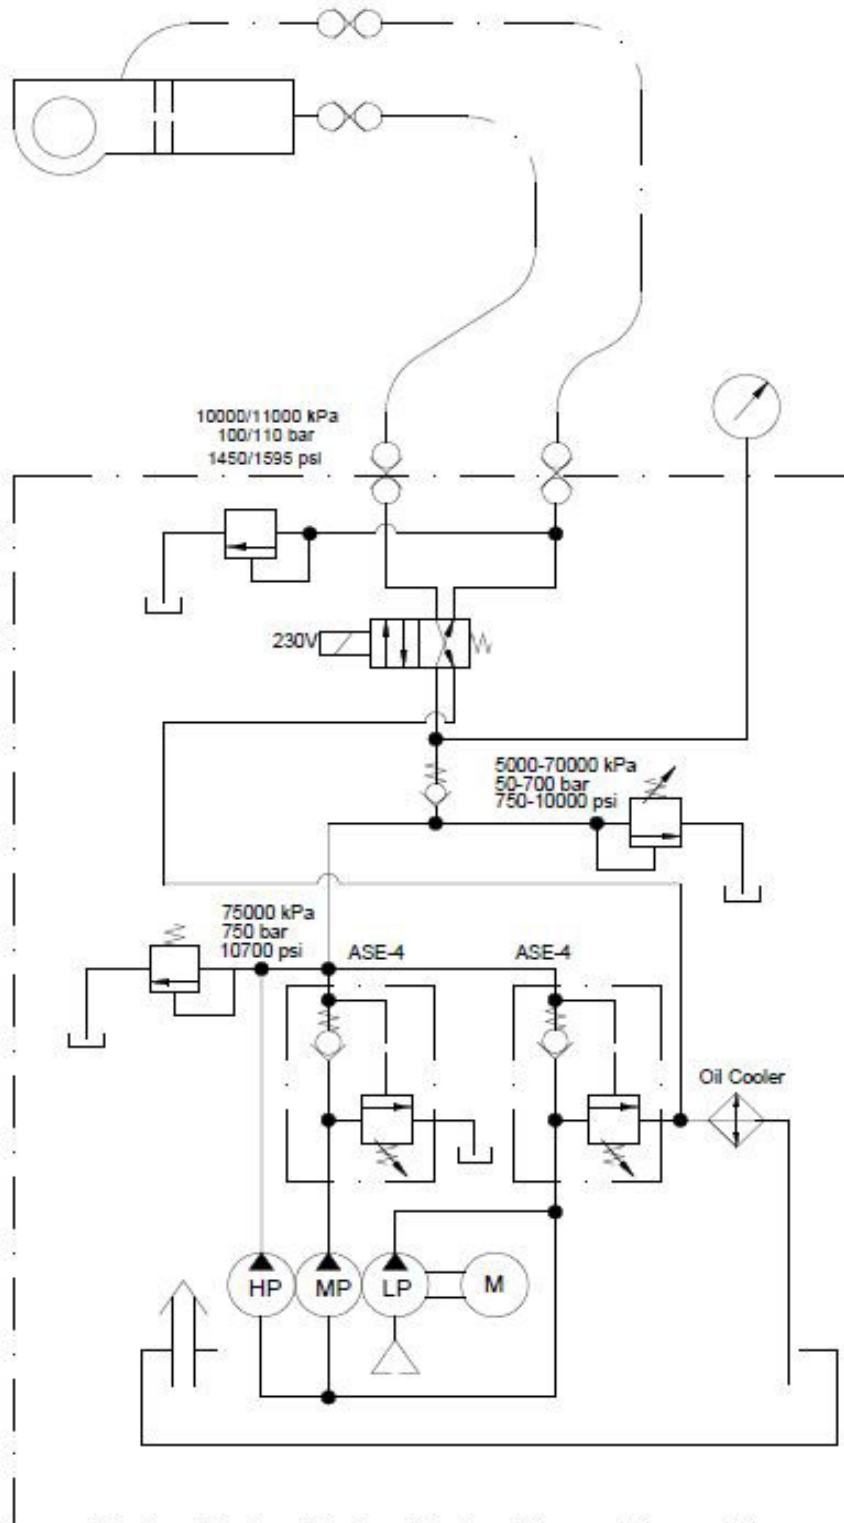 10000/11000 kPa
100/110 bar
1450/1595 psi
230V
5000-70000 kPa
50-700 bar
750-10000 psi
75000 kPa
750 bar
10700 psi
ASE-4
ASE-4
Oil Cooler
HP
MP
LP
M